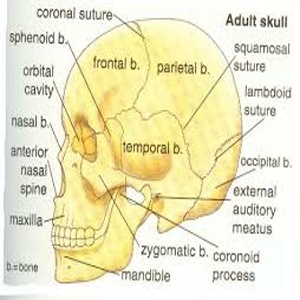 coronal suture
Adult skull
sphenoid b.
frontal b.
parietal b.
squamosal
suture
orbital
cavity
lambdoid
suture
nasal b.
temporal b.
anterior
nasal
spine
occipital b.
external
auditory
meatus
maxilla
zygomatic b.
coronoid
process
b.=bone
mandible